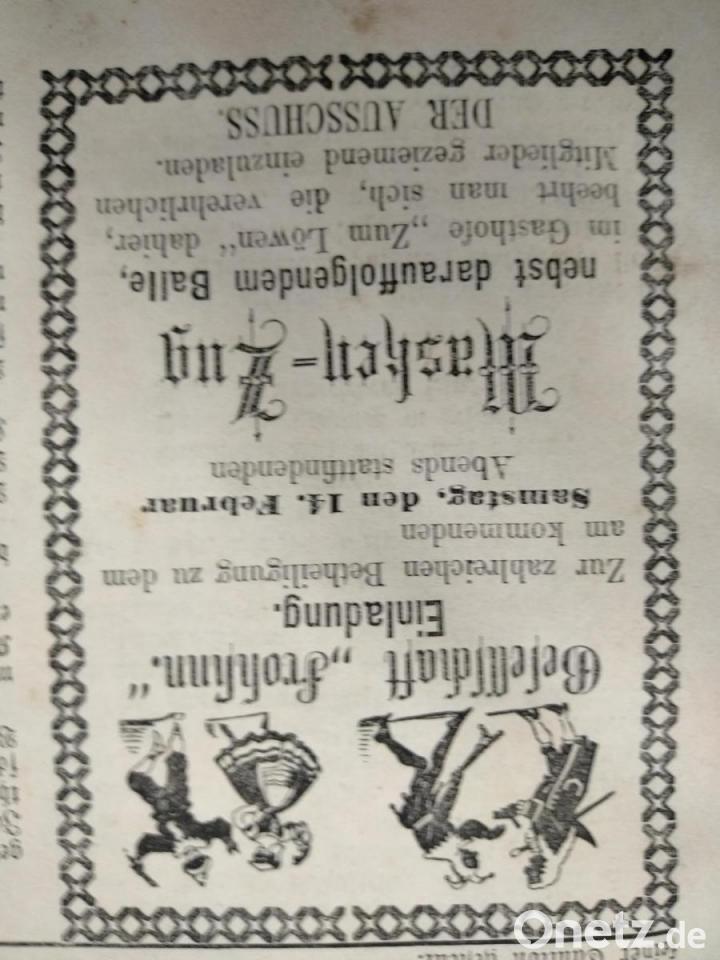 Gesellschaft „Frohsinn.“
Einladung.
Zur zahlreichen Betheiligung zu dem
am kommenden
Samstag, den 14. Februar
Abends stattfindenden
Masken-Zug
nebst darauffolgendem Balle,
im Gasthofe „Zum Löwen“ dahier,
beehrt man sich, die verehrlichen
Mitglieder geziemend einzuladen.
DER AUSSCHUSS.
Onetz.de